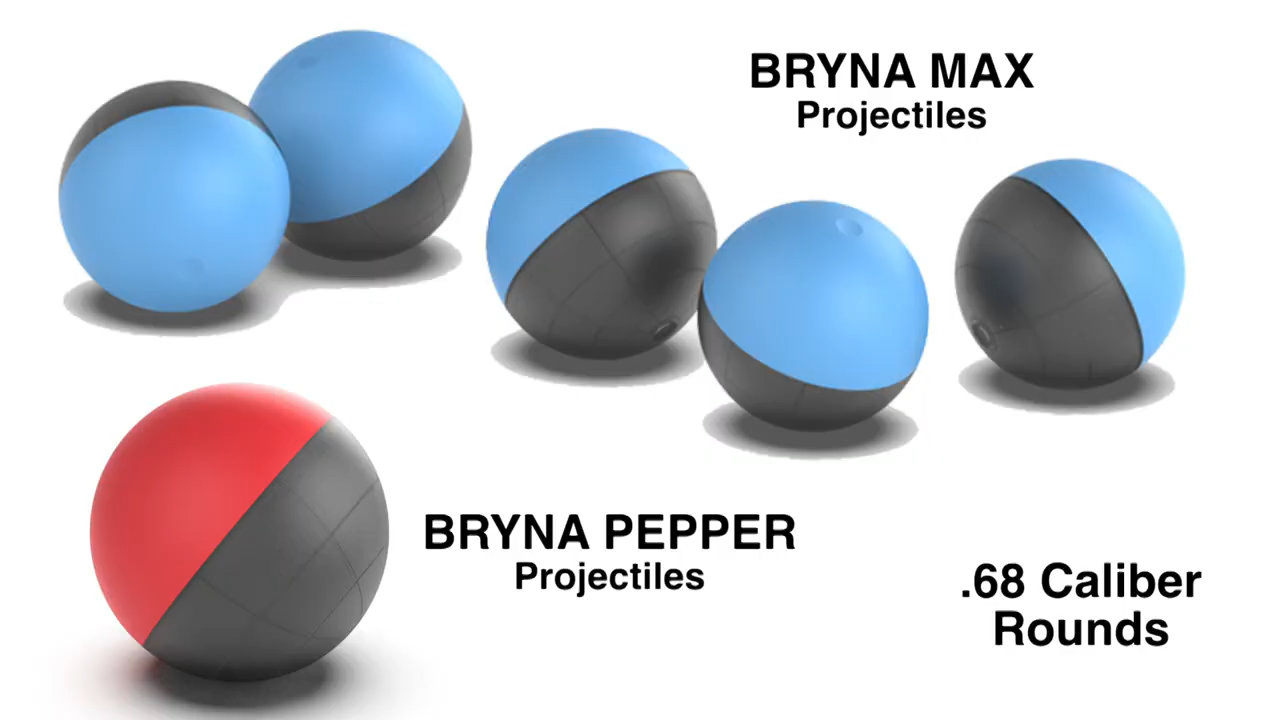 BRYNA MAX
Projectiles
BRYNA PEPPER
Projectiles
.68 Caliber
Rounds